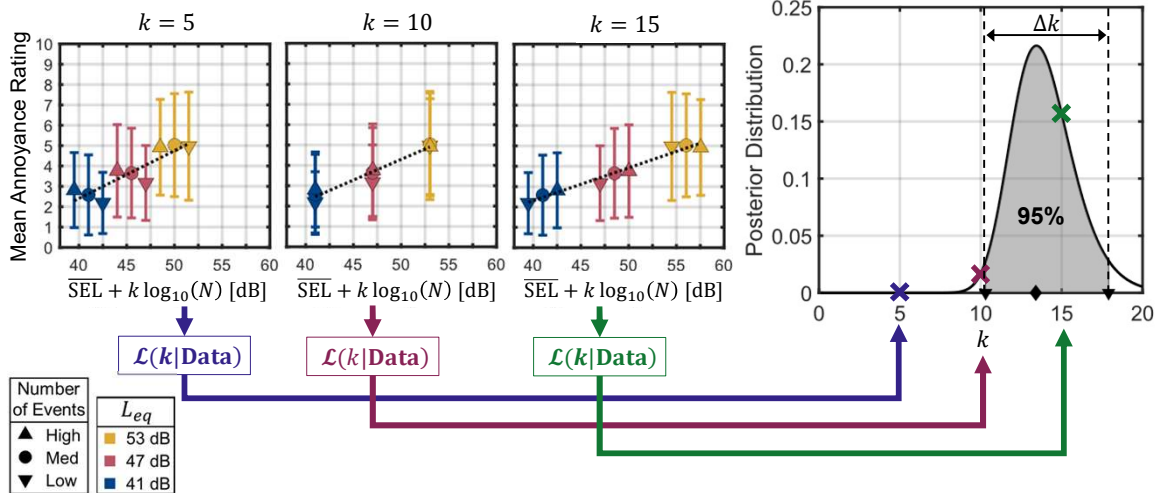 k = 5
Mean Annoyance Rating
10
9
8
7
6
5
4
3
2
1
0
40 45 50 55 60
SEL + k log₁₀(N) [dB]
k = 10
40 45 50 55 60
SEL + k log₁₀(N) [dB]
k = 15
40 45 50 55 60
SEL + k log₁₀(N) [dB]
Posterior Distribution
0.25
0.2
0.15
0.1
0.05
0
Δk
95%
0 5 10 15 20
k
ℒ(k|Data)
ℒ(k|Data)
ℒ(k|Data)
Number
of Events
High
Med
Low
Leq
53 dB
47 dB
41 dB